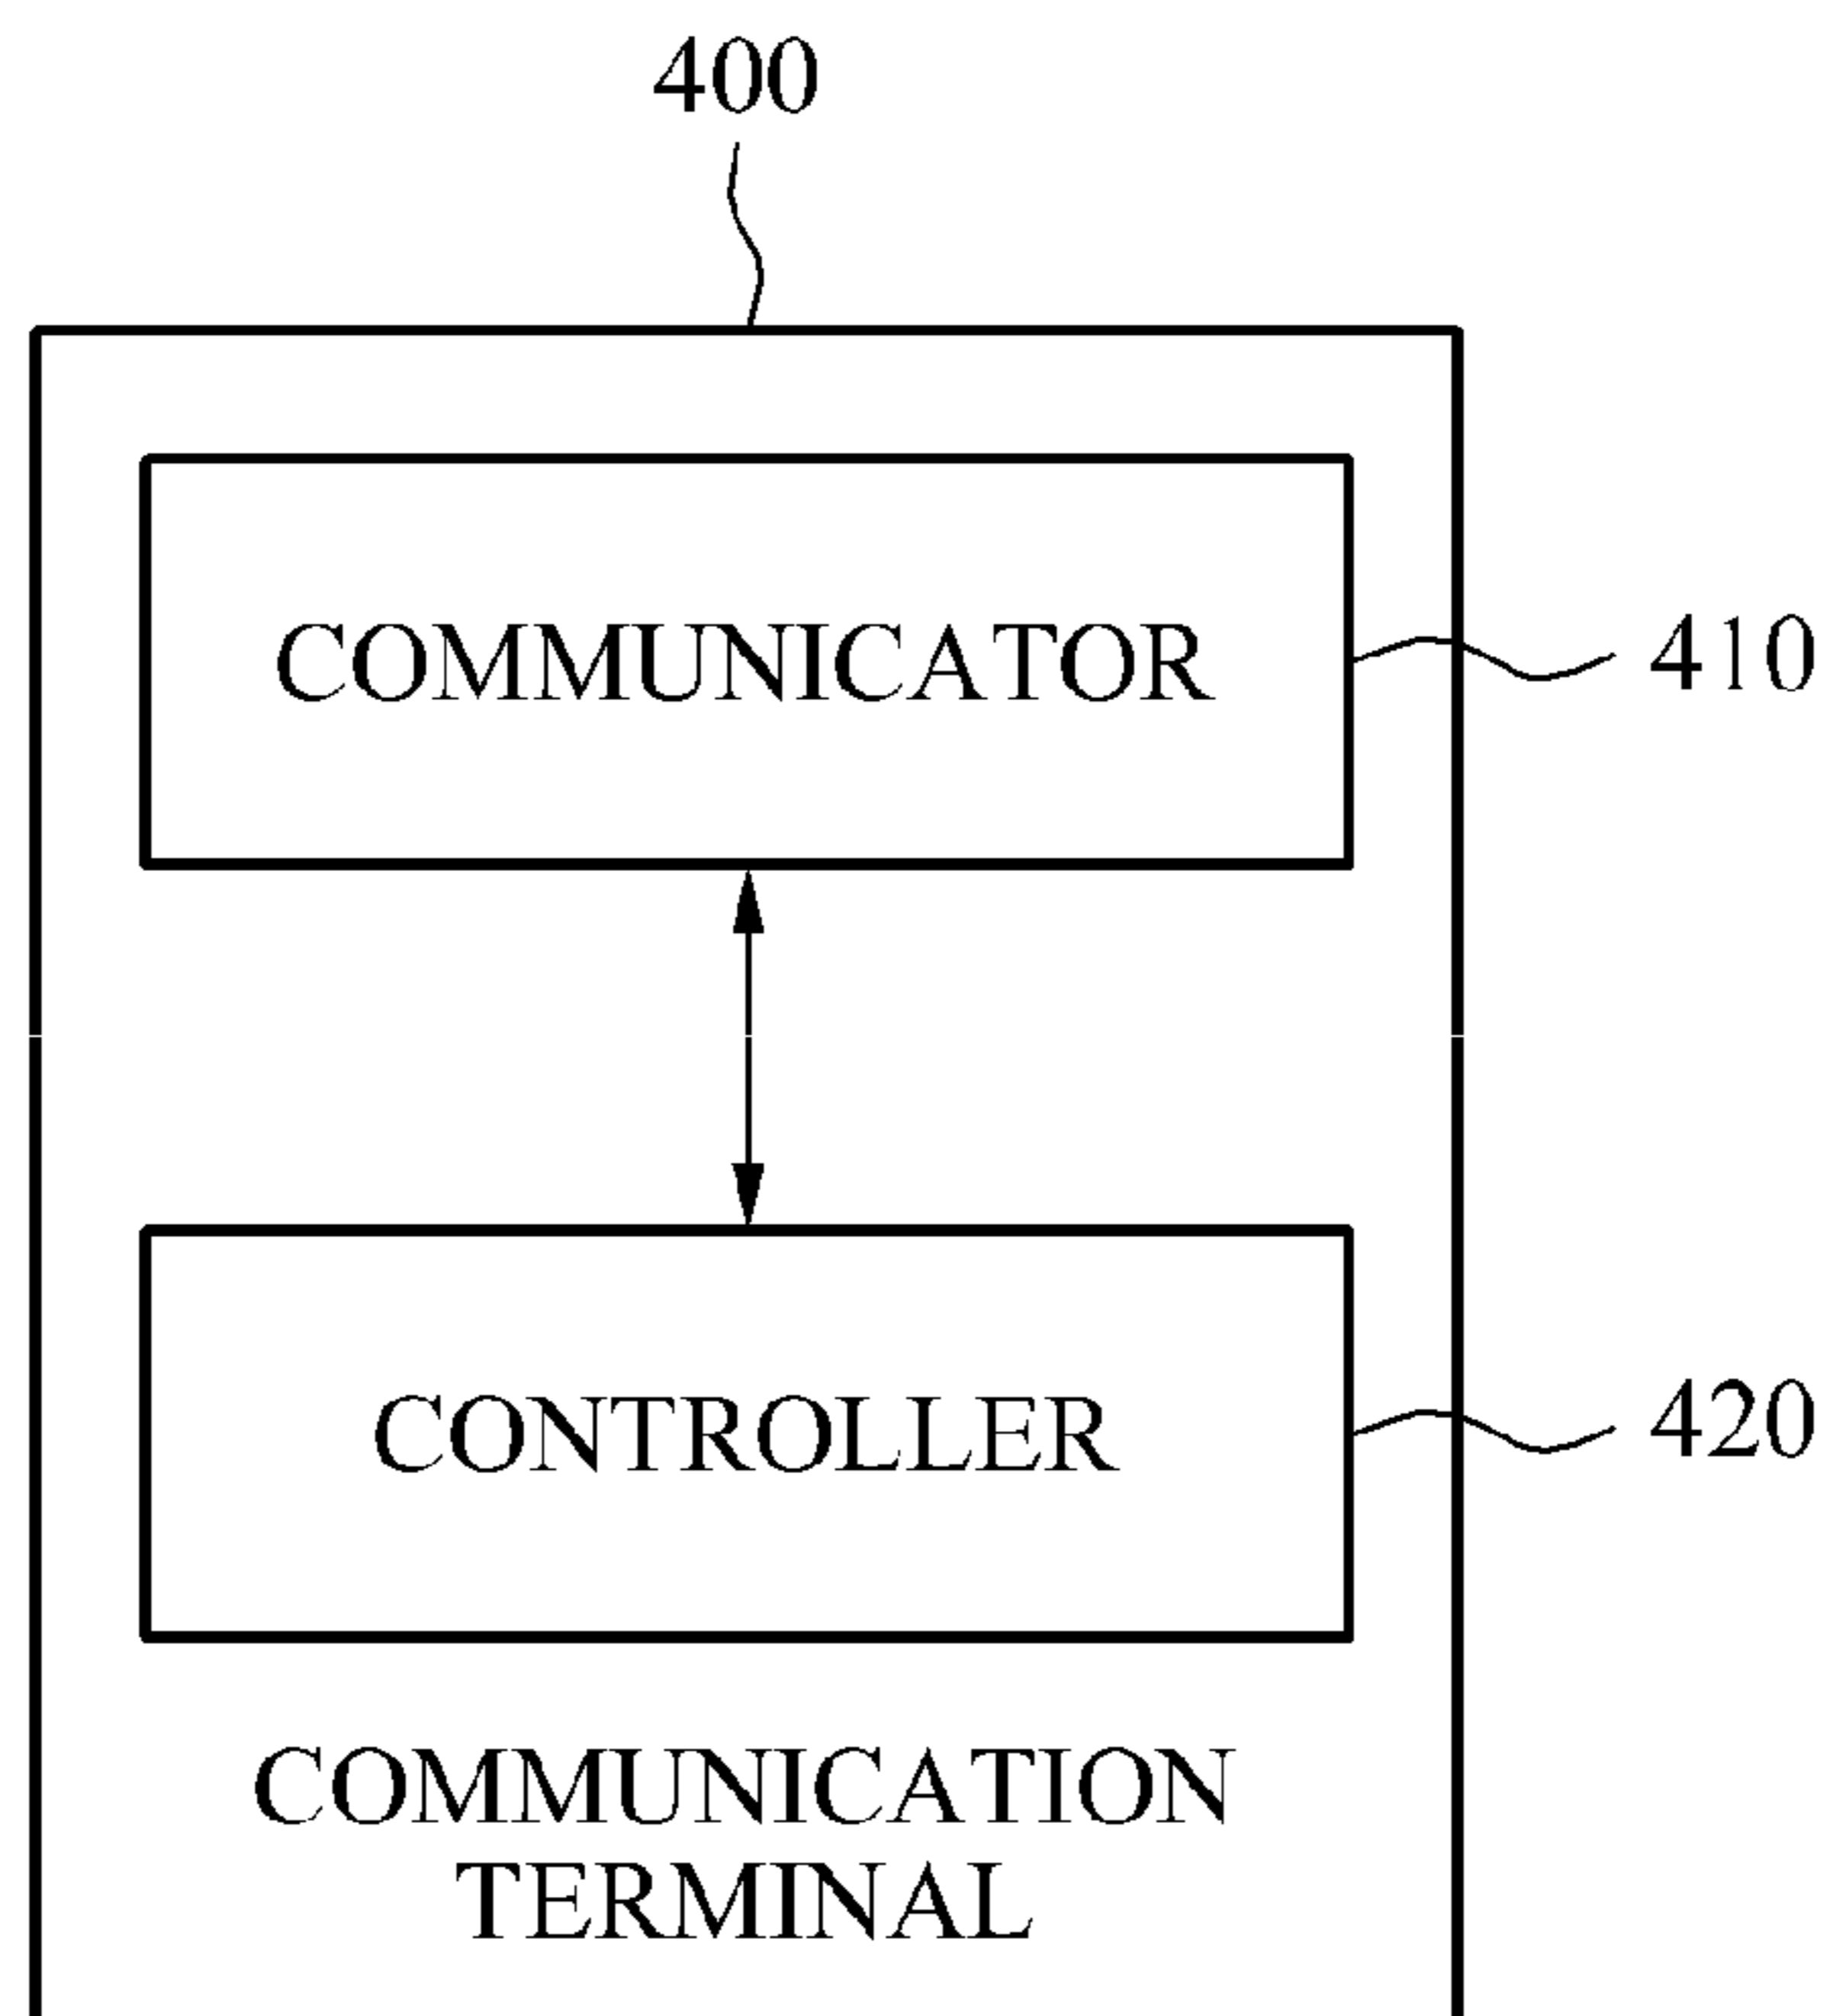 400
COMMUNICATOR
410
CONTROLLER
420
COMMUNICATION
TERMINAL